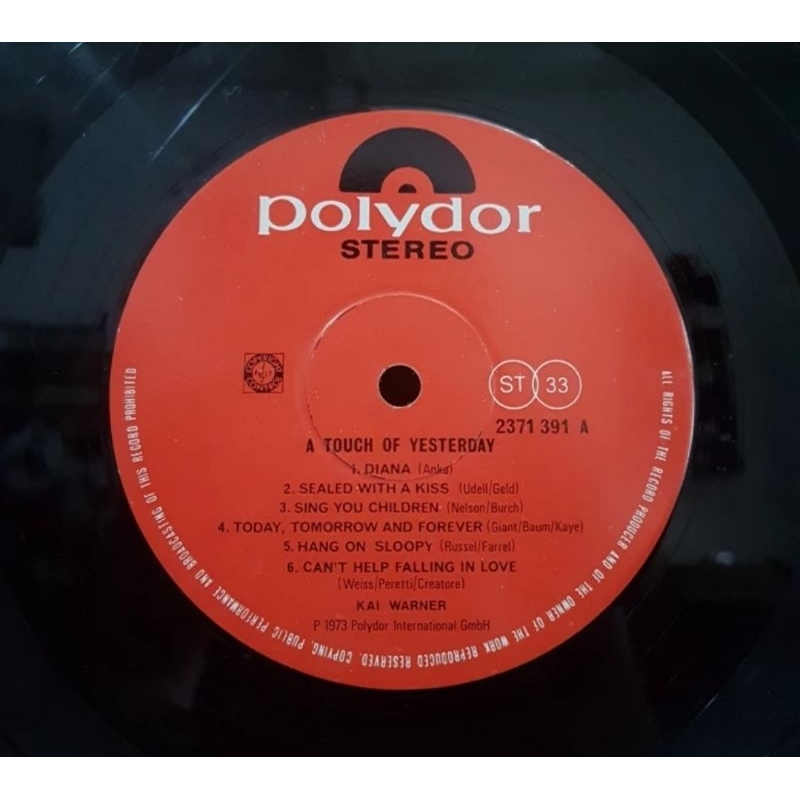 polydor
STEREO
COPYRIGHT
CONTROL
ST 33
2371 391 A
A TOUCH OF YESTERDAY
1. DIANA (Anka)
2. SEALED WITH A KISS (Udell/Geld)
3. SING YOU CHILDREN (Nelson/Burch)
4. TODAY, TOMORROW AND FOREVER (Giant/Baum/Kaye)
5. HANG ON SLOOPY (Russel/Farrel)
6. CAN'T HELP FALLING IN LOVE
(Weiss/Peretti/Creatore)
KAI WARNER
P 1973 Polydor International GmbH
ALL RIGHTS OF THE RECORD PRODUCER AND OF THE OWNER OF THE WORK REPRODUCED RESERVED. COPYING, PUBLIC PERFORMANCE AND BROADCASTING OF THIS RECORD PROHIBITED